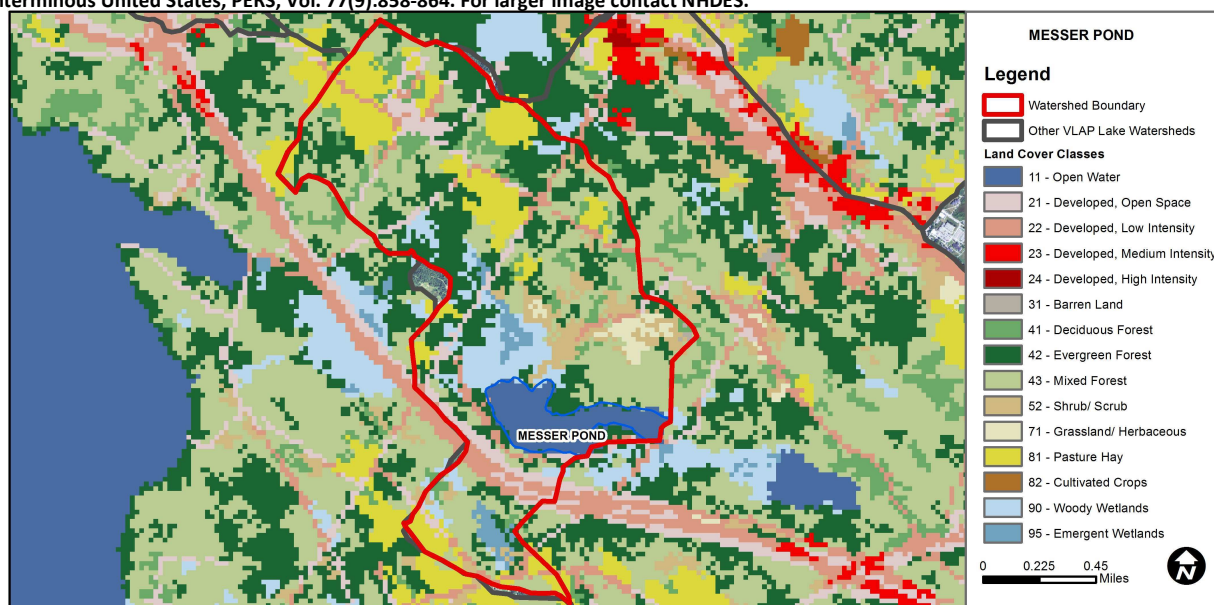 nterminous United States, PERS, Vol. 77(9):858-864. For larger image contact NHDES.
MESSER POND
MESSER POND
Legend
Watershed Boundary
Other VLAP Lake Watersheds
Land Cover Classes
11 - Open Water
21 - Developed, Open Space
22 - Developed, Low Intensity
23 - Developed, Medium Intensity
24 - Developed, High Intensity
31 - Barren Land
41 - Deciduous Forest
42 - Evergreen Forest
43 - Mixed Forest
52 - Shrub/ Scrub
71 - Grassland/ Herbaceous
81 - Pasture Hay
82 - Cultivated Crops
90 - Woody Wetlands
95 - Emergent Wetlands
0 0.225 0.45
Miles
N